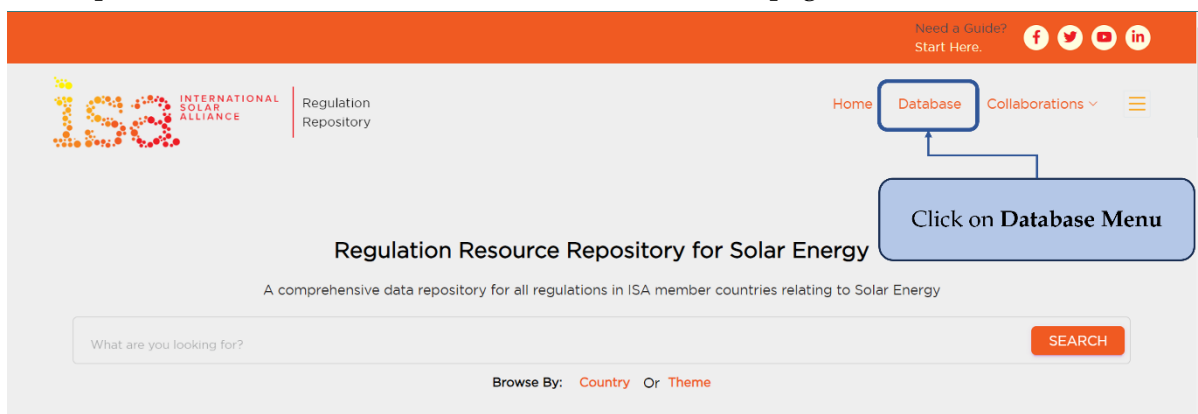 Need a Guide?
Start Here.
isa
INTERNATIONAL
SOLAR
ALLIANCE
Regulation
Repository
Home Database Collaborations
Click on Database Menu
Regulation Resource Repository for Solar Energy
A comprehensive data repository for all regulations in ISA member countries relating to Solar Energy
What are you looking for?
SEARCH
Browse By: Country Or Theme